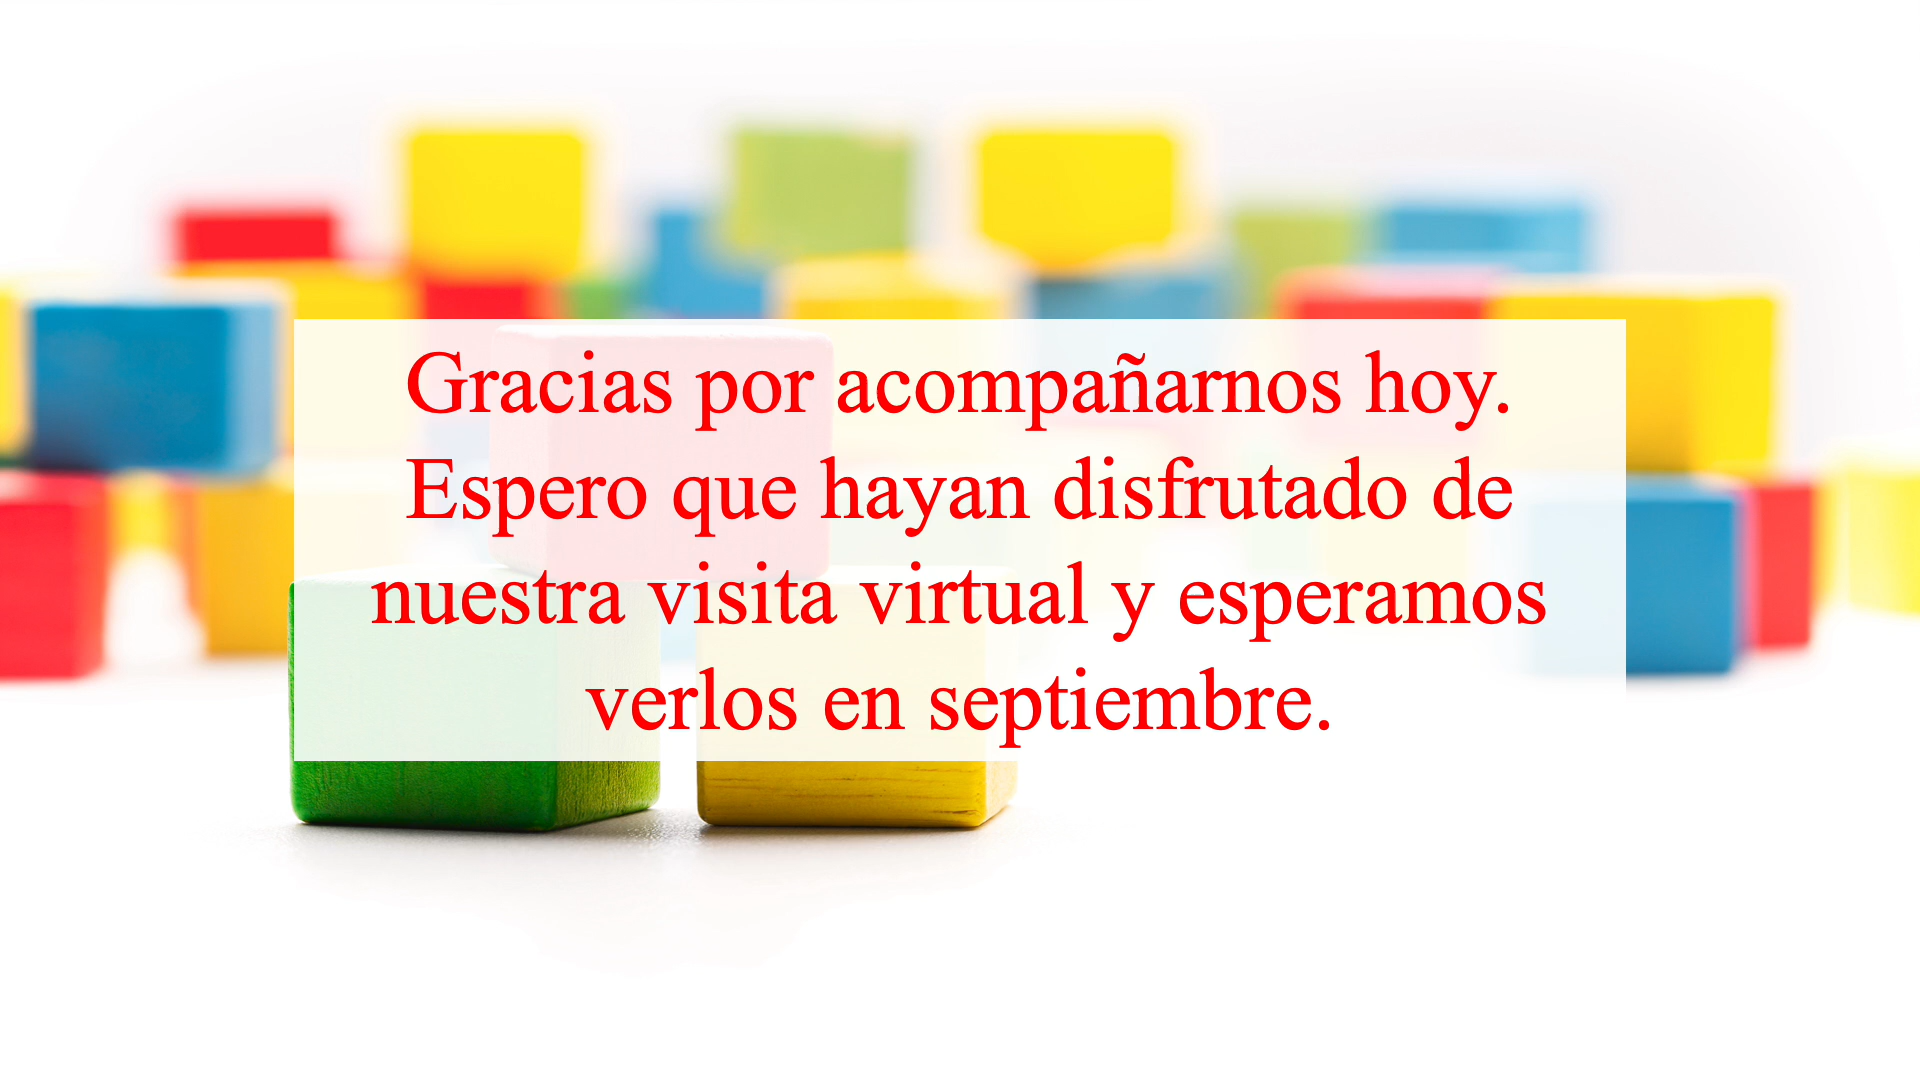 Gracias por acompañarnos hoy.
Espero que hayan disfrutado de
nuestra visita virtual y esperamos
verlos en septiembre.